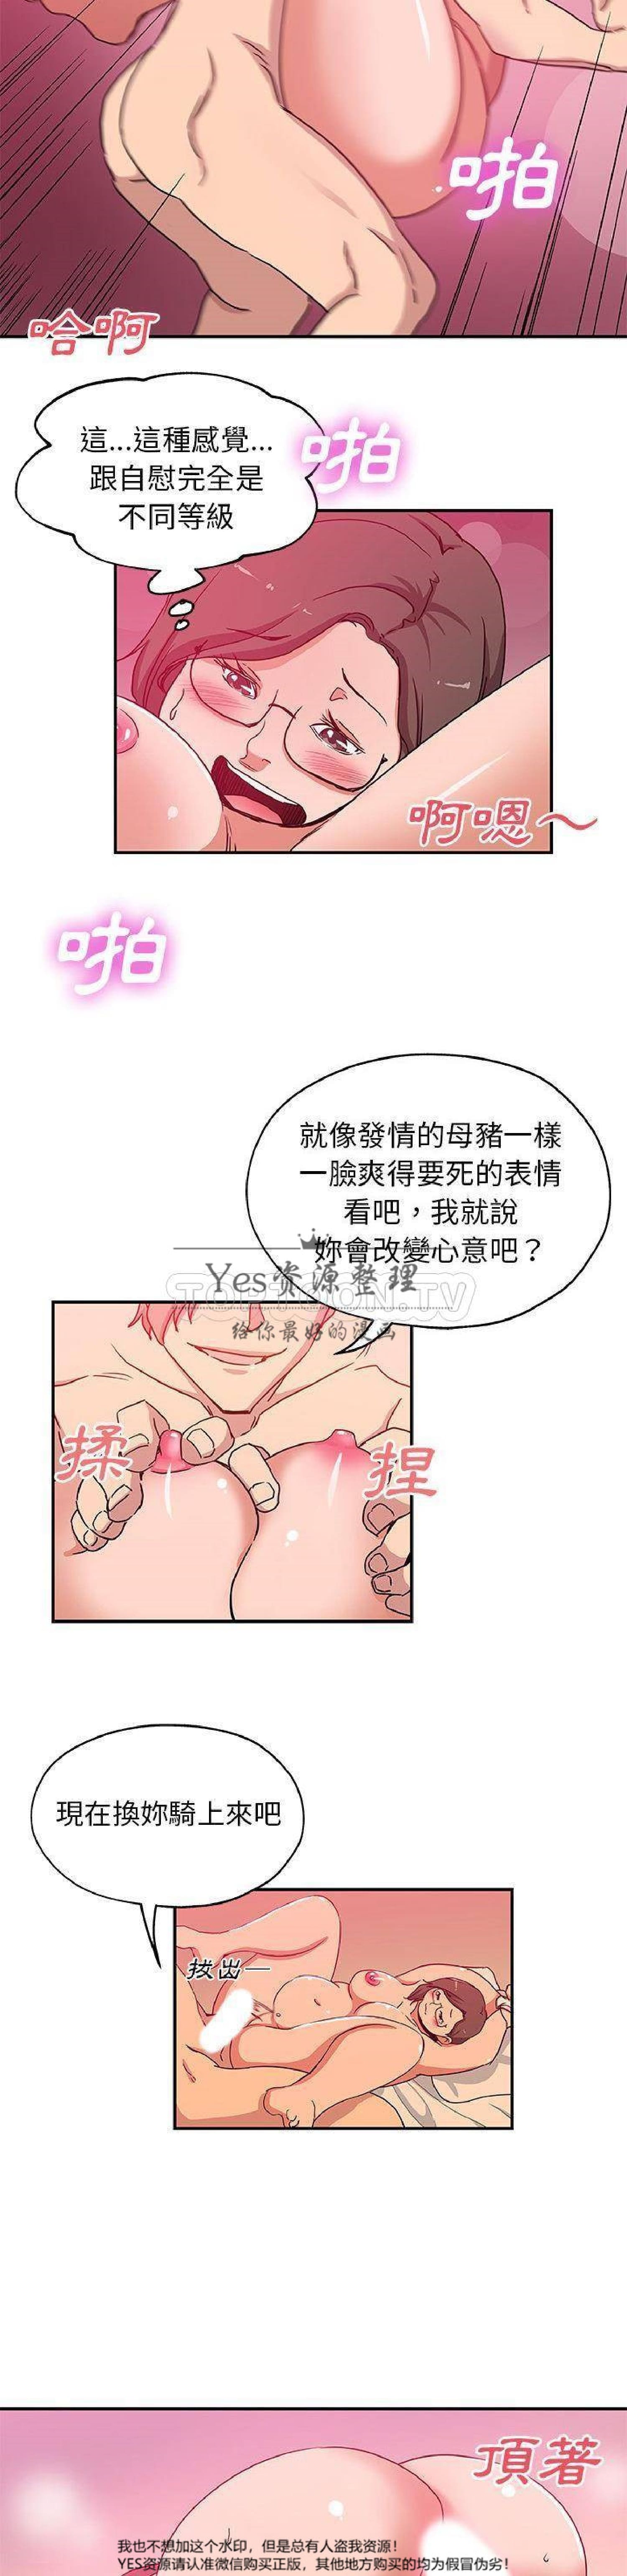 啪
哈啊
這...這種感覺...
跟自慰完全是
不同等級
啪
啊嗯~
啪
就像發情的母豬一樣
一臉爽得要死的表情
看吧，我就說
妳會改變心意吧？
Yes资源整理
TOPTOON.TV
给你最好的漫画
揉
捏
現在換妳騎上來吧
拔出—
頂著
我也不想加这个水印，但是总有人盗我资源！
YES资源请认准微信购买正版，其他地方购买的均为假冒伪劣！